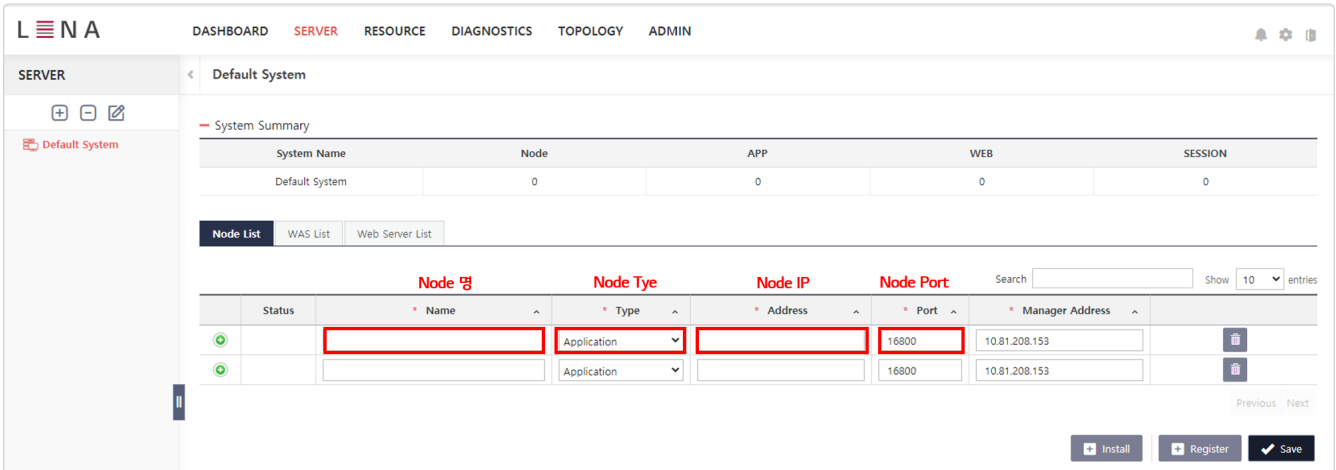 LENA DASHBOARD SERVER RESOURCE DIAGNOSTICS TOPOLOGY ADMIN
SERVER
Default System
Default System
System Summary
System Name Node APP WEB SESSION
Default System 0 0 0 0
Node List WAS List Web Server List
Node 명 Node Tye Node IP Node Port Search Show 10 entries
Status * Name * Type * Address * Port * Manager Address
Application 16800 10.81.208.153
Application 16800 10.81.208.153
Previous Next
Install Register Save